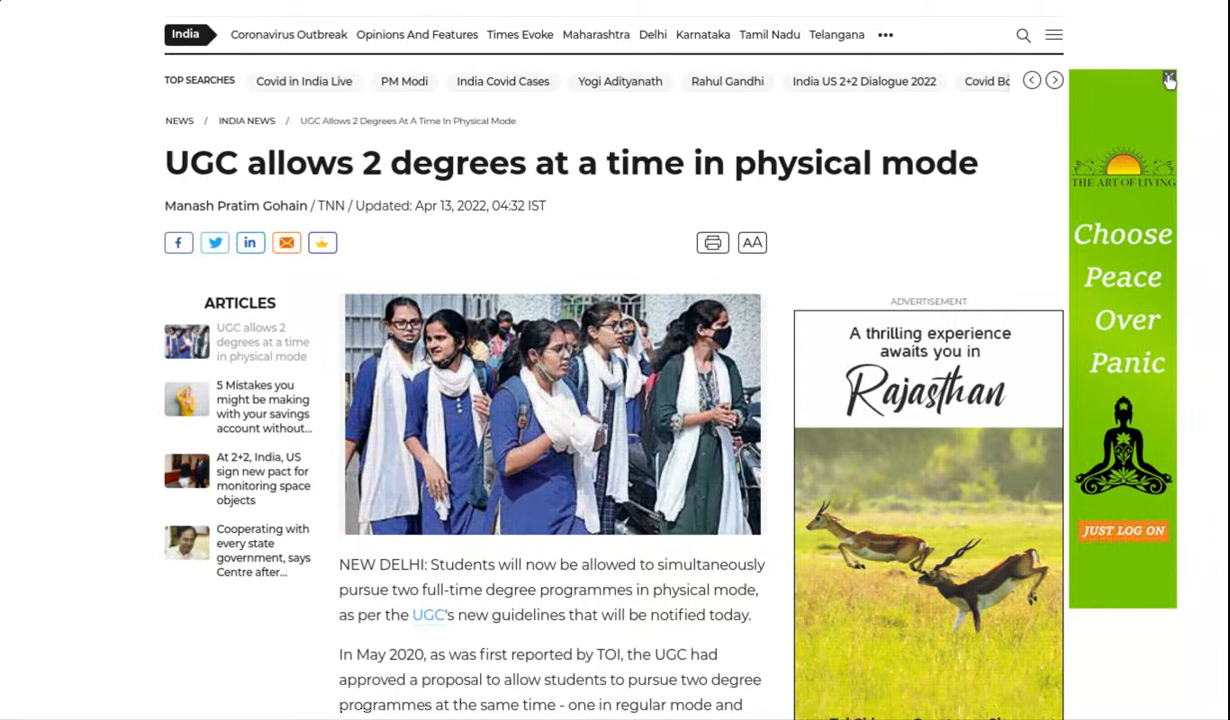 India
Coronavirus Outbreak Opinions And Features Times Evoke Maharashtra Delhi Karnataka Tamil Nadu Telangana •••
TOP SEARCHES Covid in India Live PM Modi India Covid Cases Yogi Adityanath Rahul Gandhi India US 2+2 Dialogue 2022 Covid Bo
NEWS / INDIA NEWS / UGC Allows 2 Degrees At A Time In Physical Mode
UGC allows 2 degrees at a time in physical mode
Manash Pratim Gohain / TNN / Updated: Apr 13, 2022, 04:32 IST
AA
ARTICLES
UGC allows 2
degrees at a time
in physical mode
5 Mistakes you
might be making
with your savings
account without...
At 2+2, India, US
sign new pact for
monitoring space
objects
Cooperating with
every state
government, says
Centre after...
NEW DELHI: Students will now be allowed to simultaneously
pursue two full-time degree programmes in physical mode,
as per the UGC's new guidelines that will be notified today.
In May 2020, as was first reported by TOI, the UGC had
approved a proposal to allow students to pursue two degree
programmes at the same time - one in regular mode and
ADVERTISEMENT
A thrilling experience
awaits you in
Rajasthan
THE ART OF LIVING
Choose
Peace
Over
Panic
JUST LOG ON